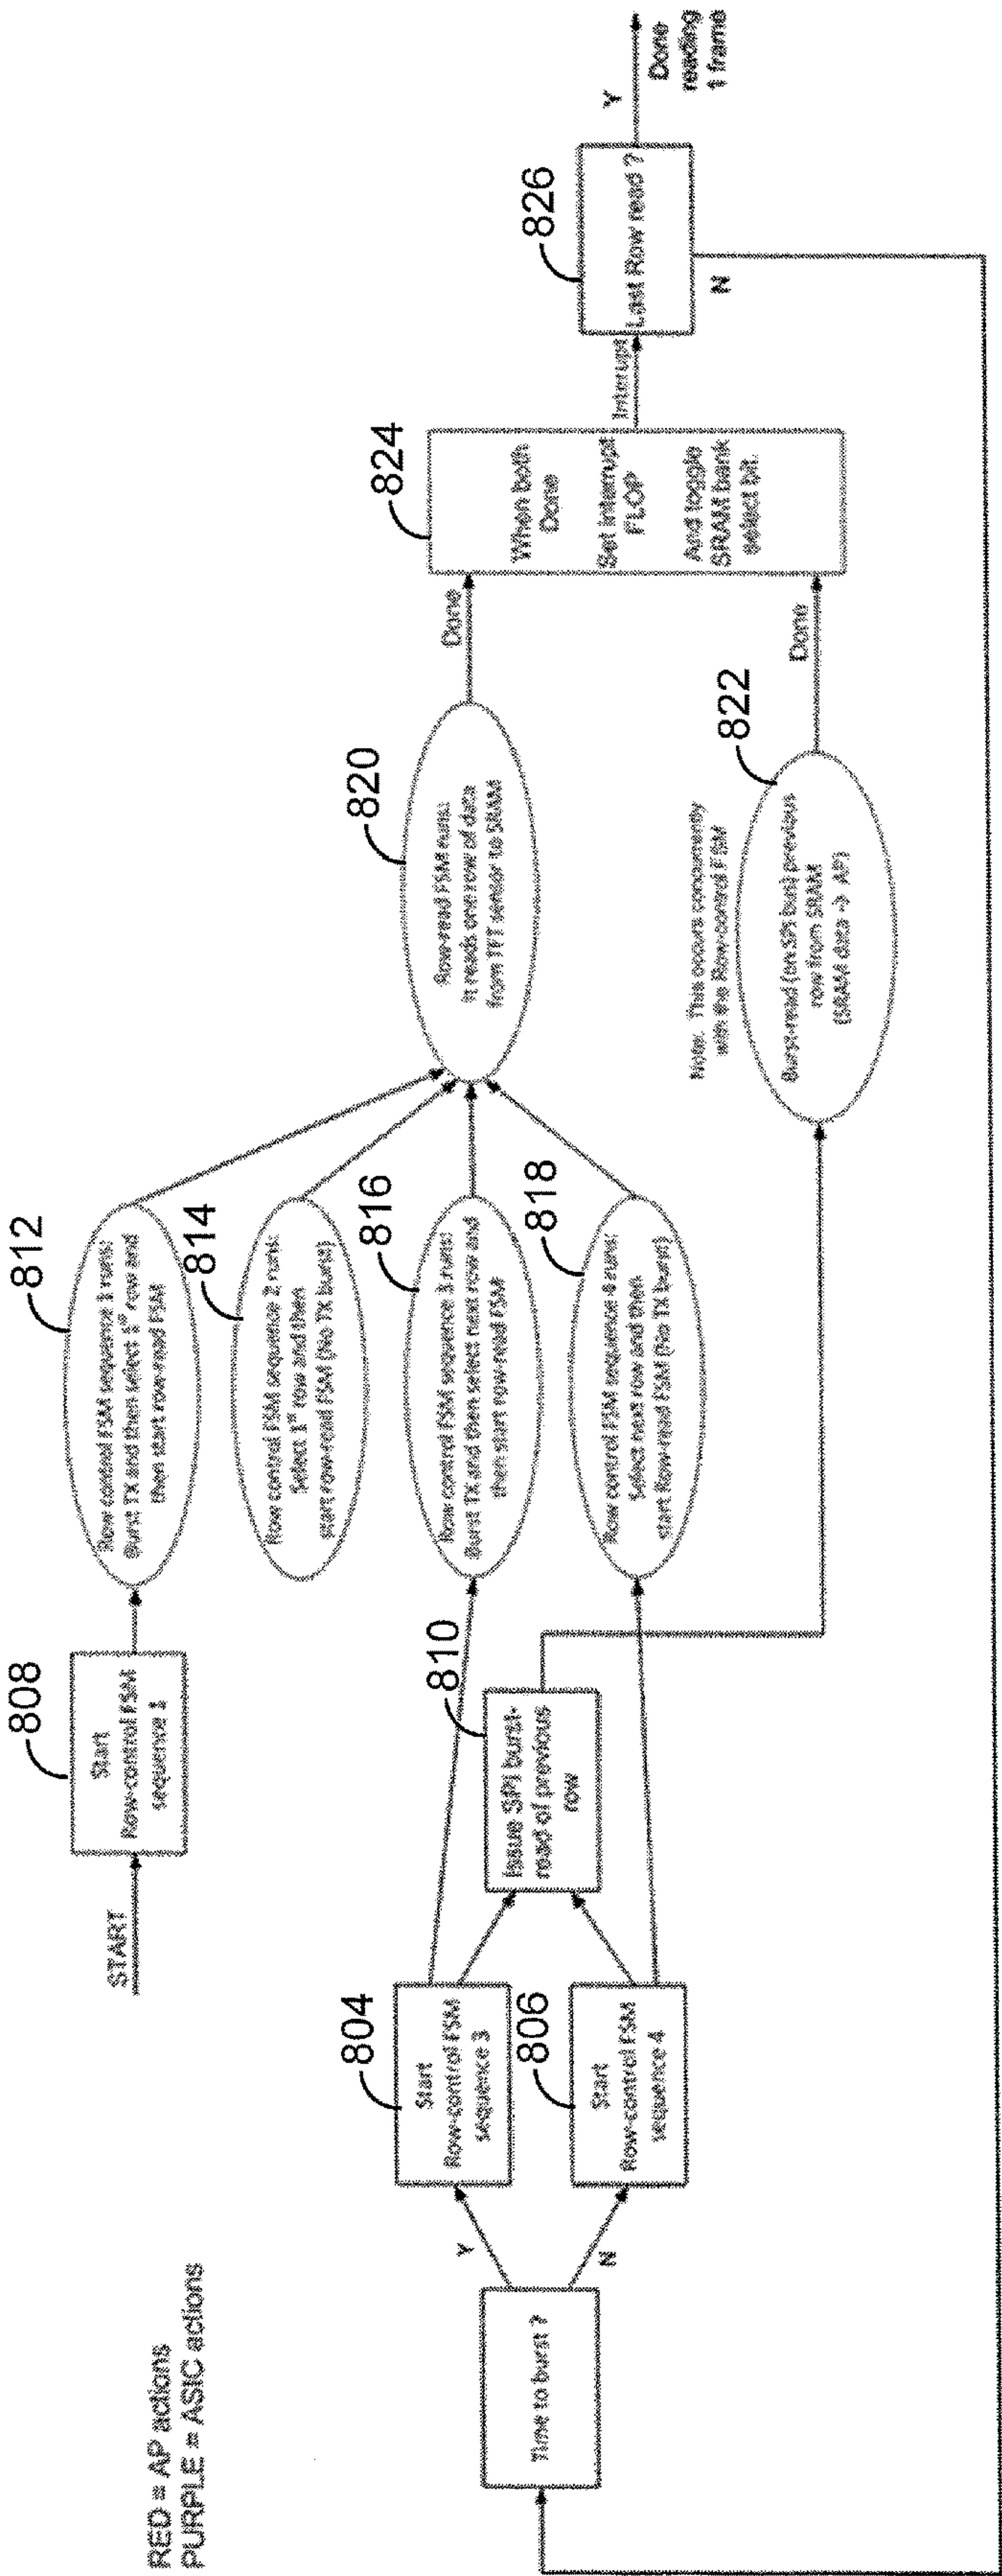 RED = AP actions
PURPLE = ASIC actions
START
808
Start
Row-control FSM
sequence 1
812
Row control FSM sequence 1 runs:
Burst TX and then select 1st row and
then start row-read FSM
814
Row control FSM sequence 2 runs:
Select 1st row and then
start row-read FSM (No TX burst)
Time to burst ?
Y
N
804
Start
Row-control FSM
sequence 3
806
Start
Row-control FSM
sequence 4
810
Issue SPI burst-
read of previous
row
816
Row control FSM sequence 3 runs:
Burst TX and then select next row and
then start row-read FSM
818
Row control FSM sequence 4 runs:
Select next row and then
start Row-read FSM (No TX burst)
820
Row-read FSM runs:
It reads one row of data
from TFT sensor to SRAM
Done
Note: This occurs concurrently
with the Row-control FSM
822
Burst-read (on SPI bus) previous
row from SRAM
(SRAM data -> AP)
Done
824
When both
Done
Set interrupt
FLOP
And toggle
SRAM bank
select bit.
Interrupt
826
Last Row read ?
Y
N
Done
reading
1 frame